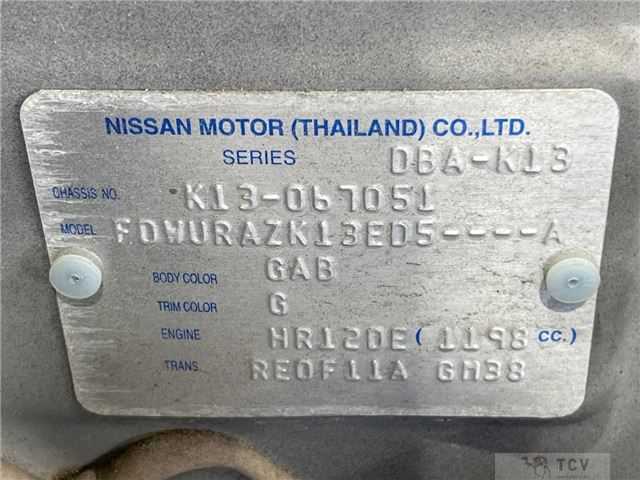 NISSAN MOTOR (THAILAND) CO.,LTD.
SERIES DBA-K13
CHASSIS NO. K13-067051
MODEL FDWURAZK13ED5----A
BODY COLOR GAB
TRIM COLOR G
ENGINE HR12DE ( 1198 CC.)
TRANS. RE0F11A GH38
TCV